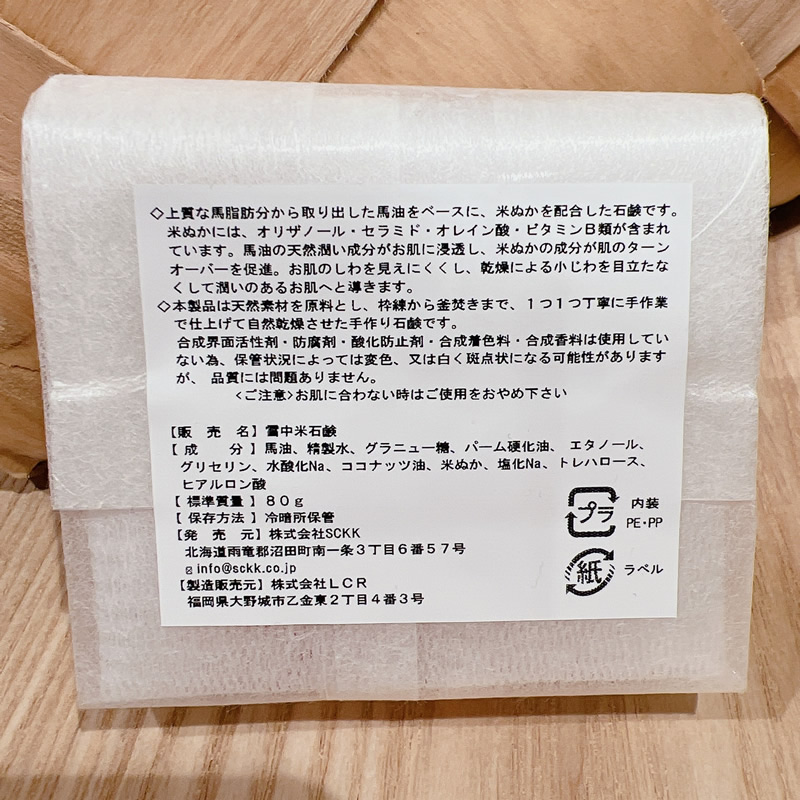 ◇上質な馬脂肪分から取り出した馬油をベースに、米ぬかを配合した石鹸です。
米ぬかには、オリザノール・セラミド・オレイン酸・ビタミンB類が含まれ
ています。馬油の天然潤い成分がお肌に浸透し、米ぬかの成分が肌のターン
オーバーを促進。お肌のしわを見えにくくし、乾燥による小じわを目立たな
くして潤いのあるお肌へと導きます。
◇本製品は天然素材を原料とし、枠練から釜焚きまで、1つ1つ丁寧に手作業
で仕上げて自然乾燥させた手作り石鹸です。
合成界面活性剤・防腐剤・酸化防止剤・合成着色料・合成香料は使用してい
ない為、保管状況によっては変色、又は白く斑点状になる可能性があります
が、 品質には問題ありません。
<ご注意>お肌に合わない時はご使用をおやめ下さい
【販 売 名】雪中米石鹸
【成 分】馬油、精製水、グラニュー糖、パーム硬化油、 エタノール、
グリセリン、水酸化Na、ココナッツ油、米ぬか、塩化Na、トレハロース、
ヒアルロン酸
【標準質量】80g
【保存方法】冷暗所保管
【発 売 元】株式会社SCKK
北海道雨竜郡沼田町南一条3丁目6番57号
✉info@sckk.co.jp
【製造販売元】株式会社LCR
福岡県大野城市乙金東2丁目4番3号
プラ
内装
PE・PP
紙
ラベル